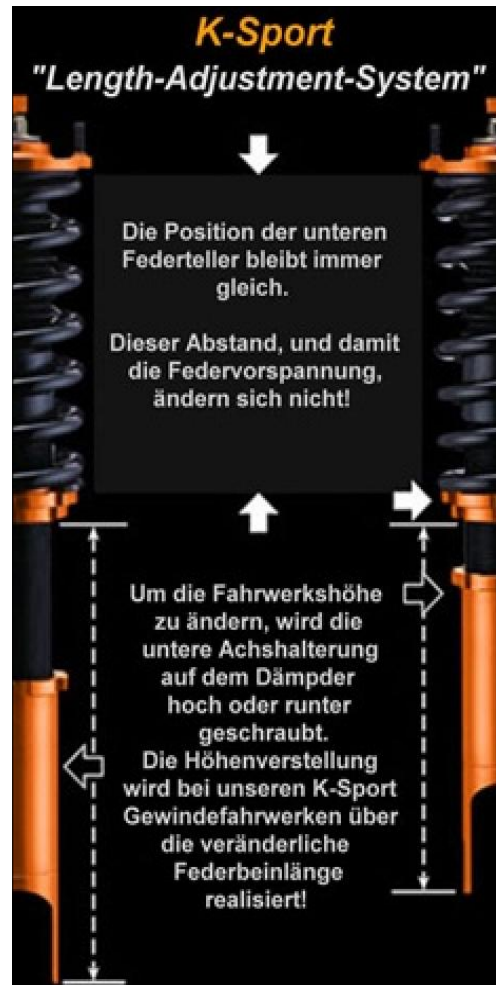 K-Sport
"Length-Adjustment-System"
Die Position der unteren
Federteller bleibt immer
gleich.
Dieser Abstand, und damit
die Federvorspannung,
ändern sich nicht!
Um die Fahrwerkshöhe
zu ändern, wird die
untere Achshalterung
auf dem Dämpder
hoch oder runter
geschraubt.
Die Höhenverstellung
wird bei unseren K-Sport
Gewindefahrwerken über
die veränderliche
Federbeinlänge
realisiert!